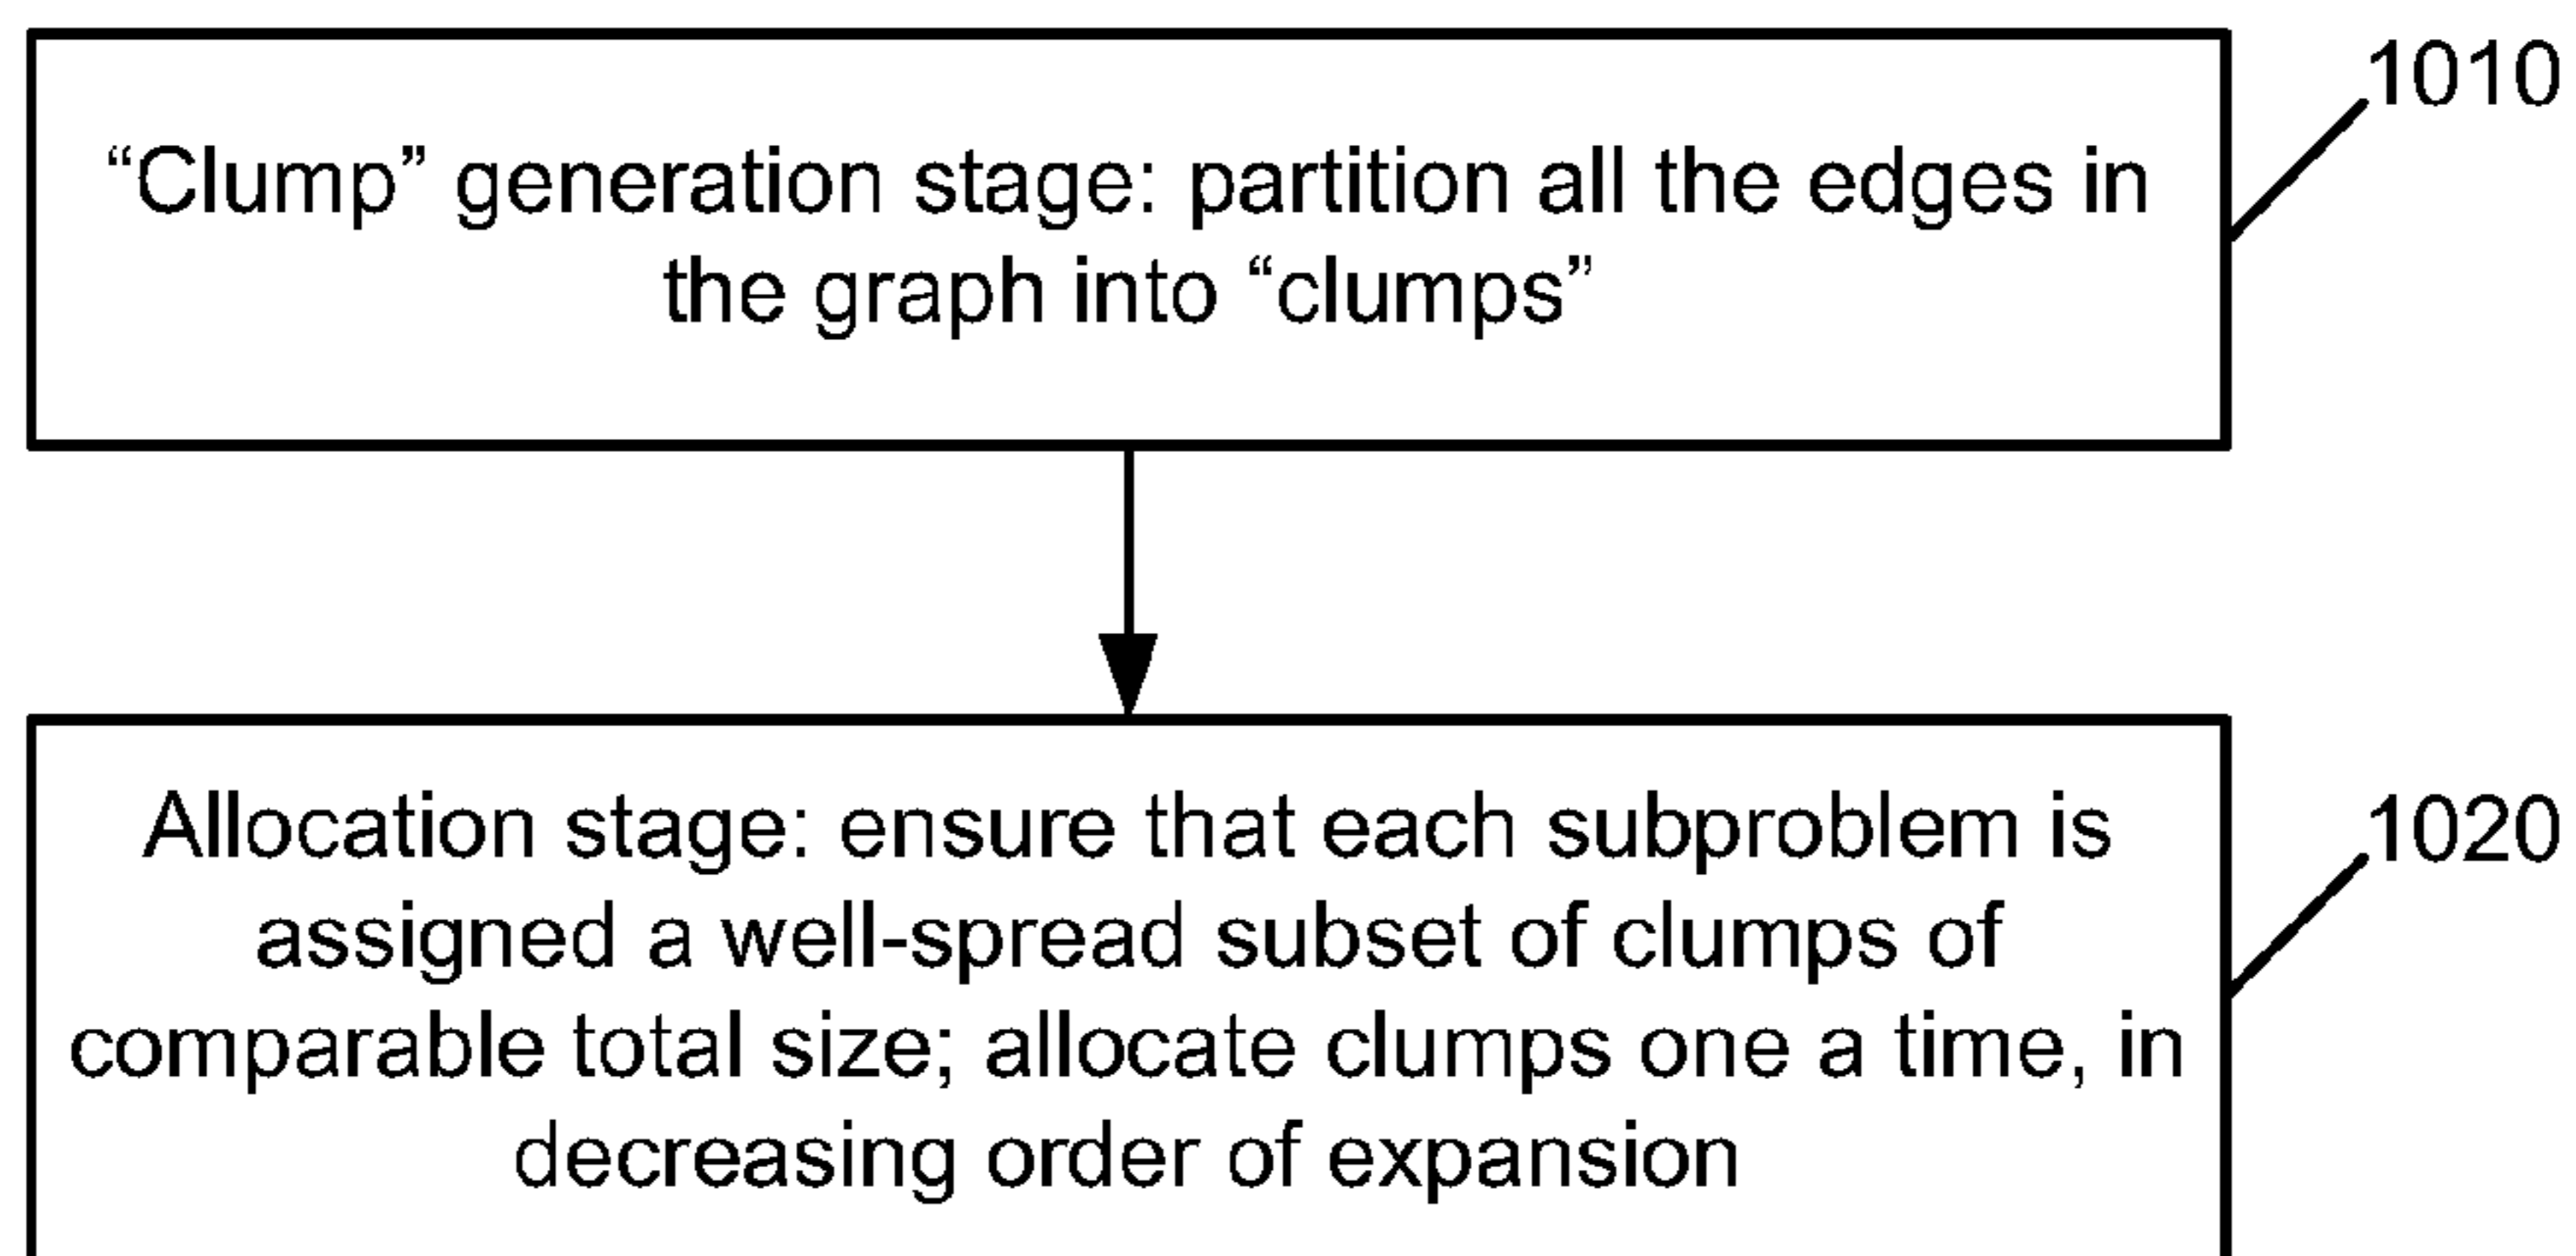 1010
“Clump” generation stage: partition all the edges in
the graph into “clumps”
1020
Allocation stage: ensure that each subproblem is
assigned a well-spread subset of clumps of
comparable total size; allocate clumps one a time, in
decreasing order of expansion